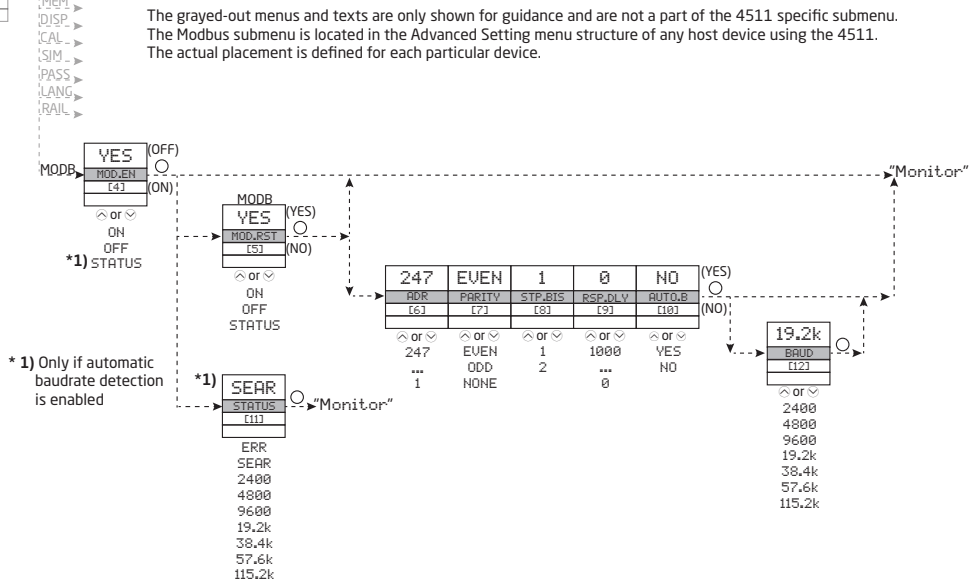 MEM
DISP
CAL
SIM
PASS
LANG
RAIL
The grayed-out menus and texts are only shown for guidance and are not a part of the 4511 specific submenu.
The Modbus submenu is located in the Advanced Setting menu structure of any host device using the 4511.
The actual placement is defined for each particular device.
MODB
YES
MOD.EN
[4]
(OFF)
(ON)
or
ON
OFF
*1) STATUS
"Monitor"
MODB
YES
MOD.RST
[5]
(YES)
(NO)
or
ON
OFF
STATUS
247 EVEN 1 0 NO
ADR PARITY STP.BIS RSP.DLY AUTO.B
[6] [7] [8] [9] [10]
(YES)
(NO)
or or or or or
247 EVEN 1 1000 YES
... ODD 2 ... NO
1 NONE 0
19.2k
BAUD
[12]
or
2400
4800
9600
19.2k
38.4k
57.6k
115.2k
* 1) Only if automatic
baudrate detection
is enabled
*1)
SEAR
STATUS
[11]
"Monitor"
ERR
SEAR
2400
4800
9600
19.2k
38.4k
57.6k
115.2k